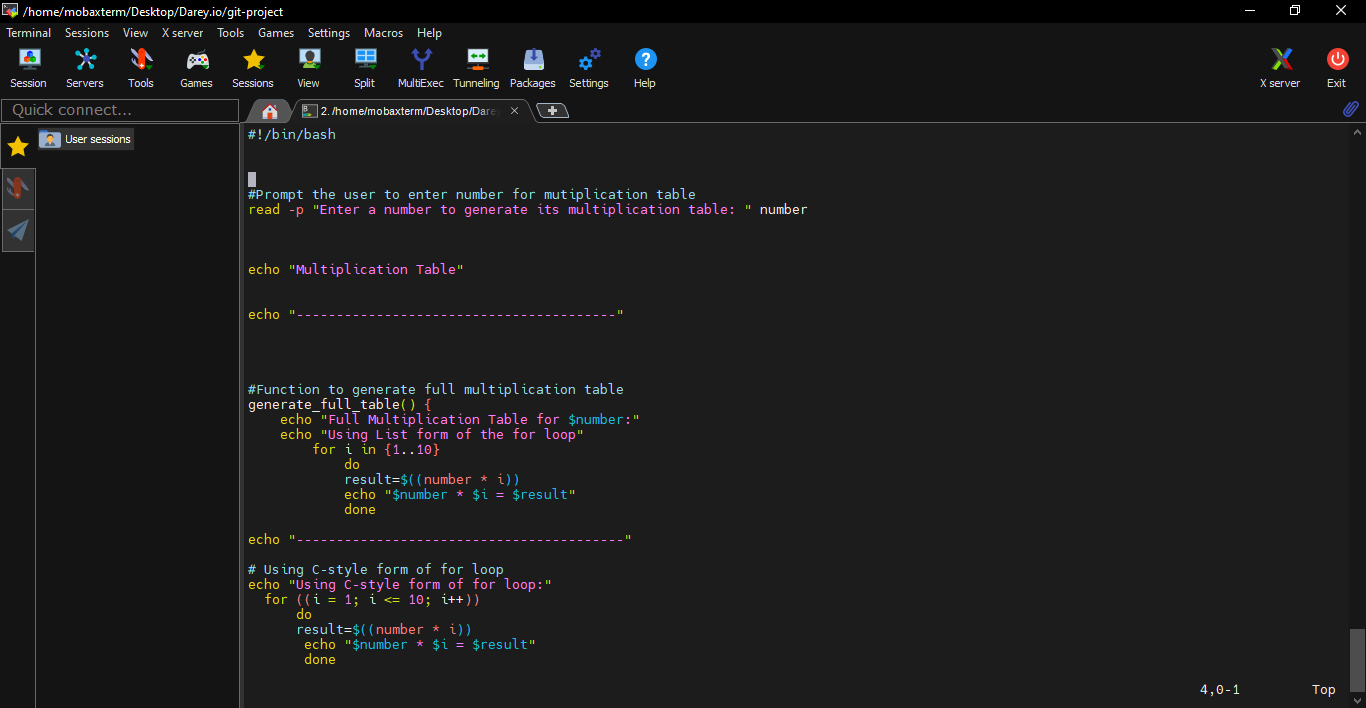 /home/mobaxterm/Desktop/Darey.io/git-project
Terminal Sessions View X server Tools Games Settings Macros Help
Session Servers Tools Games Sessions View Split MultiExec Tunneling Packages Settings Help X server Exit
Quick connect...
2. /home/mobaxterm/Desktop/Dare
User sessions
#!/bin/bash
#Prompt the user to enter number for mutiplication table
read -p "Enter a number to generate its multiplication table: " number
echo "Multiplication Table"
echo "----------------------------------------"
#Function to generate full multiplication table
generate_full_table() {
    echo "Full Multiplication Table for $number:"
    echo "Using List form of the for loop"
        for i in {1..10}
            do
            result=$((number * i))
            echo "$number * $i = $result"
            done
echo "-----------------------------------------"
# Using C-style form of for loop
echo "Using C-style form of for loop:"
  for ((i = 1; i <= 10; i++))
      do
      result=$((number * i))
       echo "$number * $i = $result"
       done
4,0-1 Top